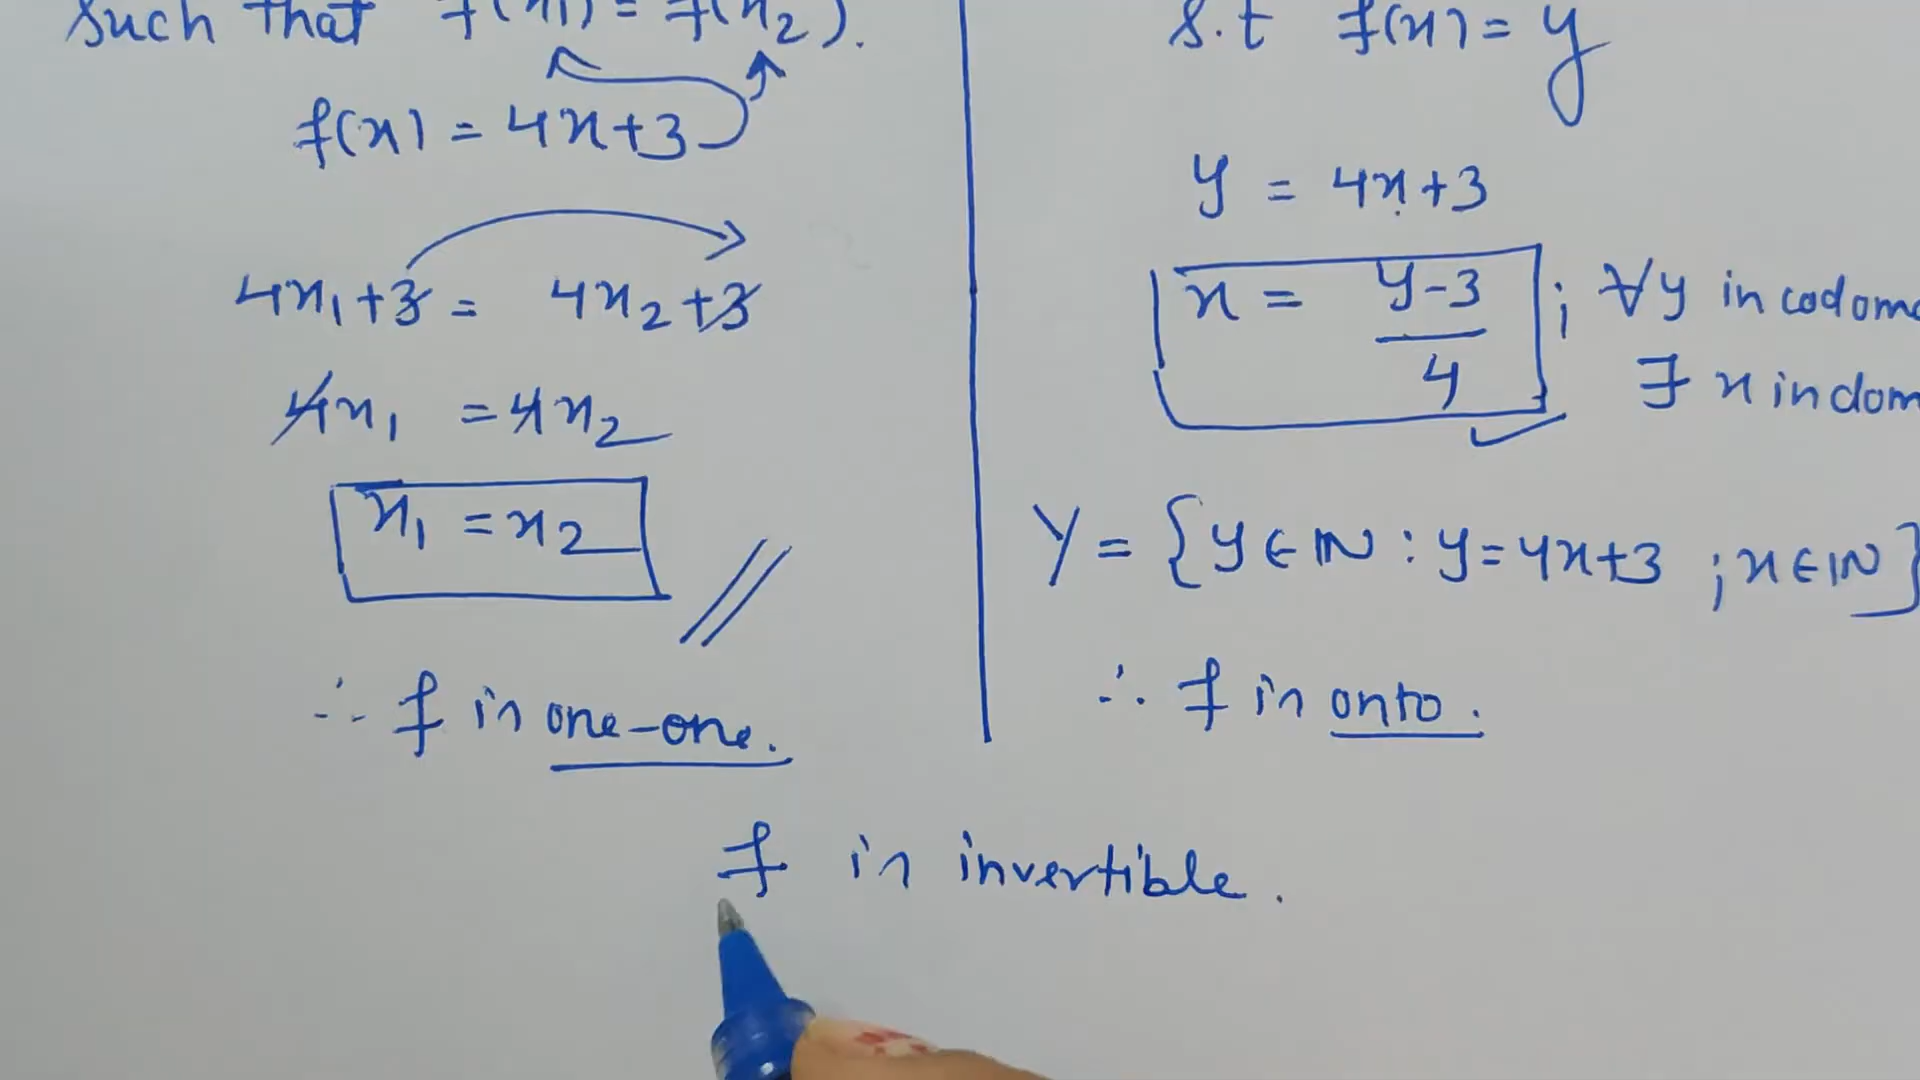 such that f(x₁) = f(x₂).
f(x) = 4x+3
4x₁+3 = 4x₂+3
4x₁ = 4x₂
x₁ = x₂
∴ f is one-one.
s.t f(x) = y
y = 4x+3
x = y-3/4 ; ∀y in codoma
∃ x in dom
Y = {y∈N : y=4x+3 ; x∈N}
∴ f is onto.
f is invertible.